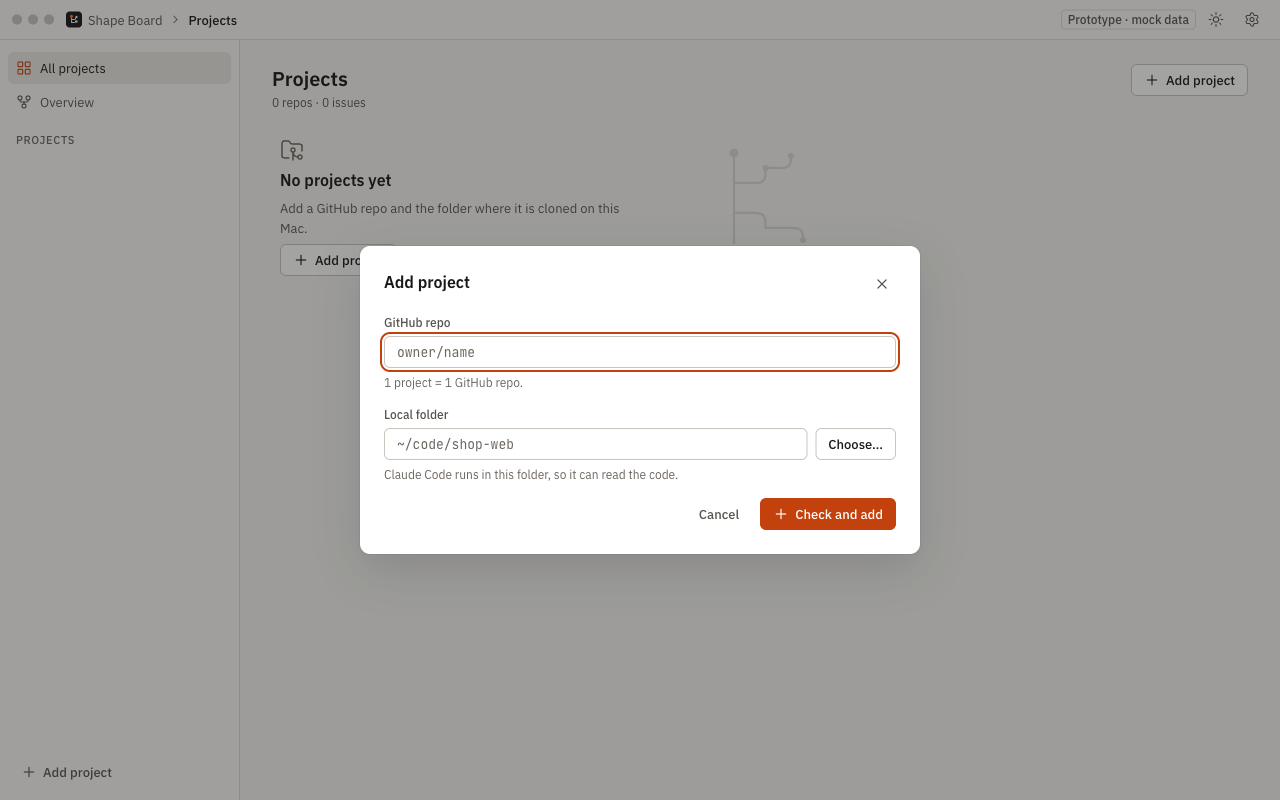 Shape Board > Projects
Prototype · mock data
All projects
Overview
PROJECTS
Add project
Projects
0 repos · 0 issues
Add project
No projects yet
Add a GitHub repo and the folder where it is cloned on this
Mac.
Add pro
Add project
GitHub repo
owner/name
1 project = 1 GitHub repo.
Local folder
~/code/shop-web
Choose...
Claude Code runs in this folder, so it can read the code.
Cancel
Check and add